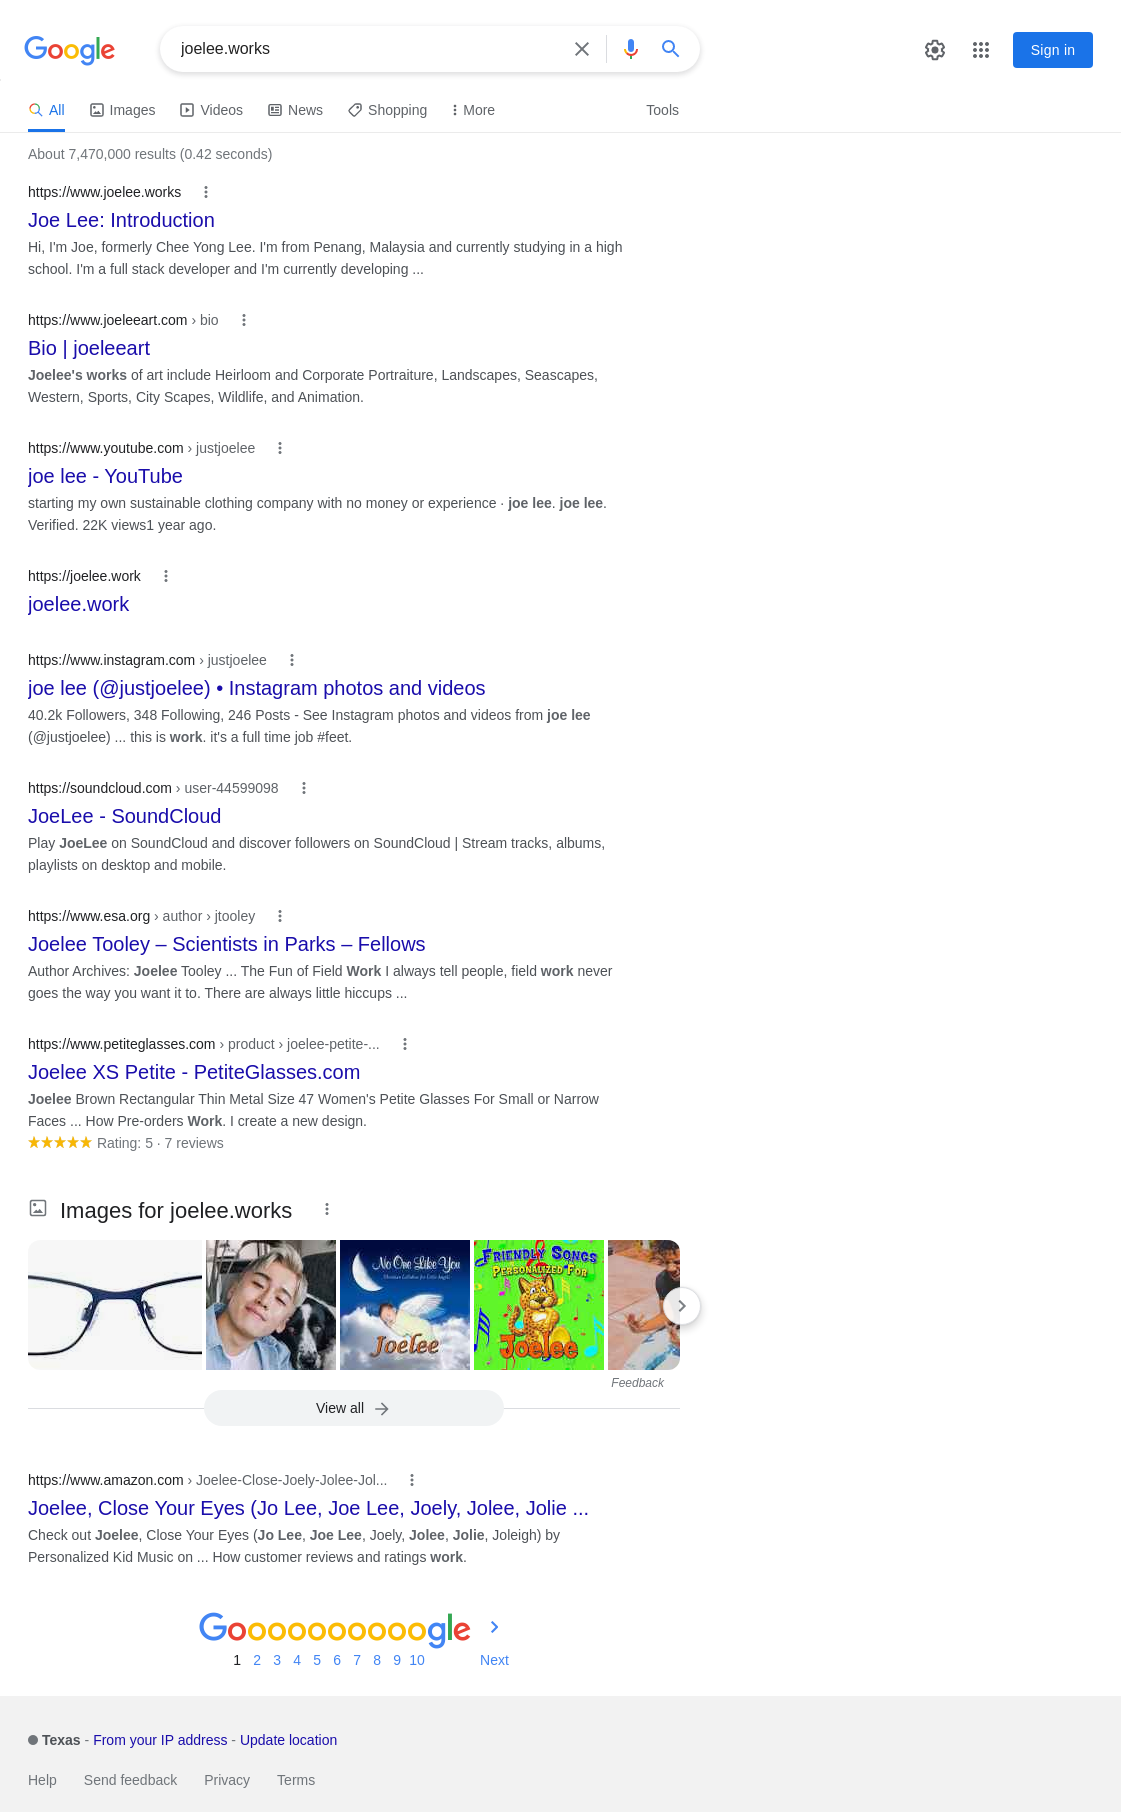 Google
joelee.works
Sign in
All
Images
Videos
News
Shopping
More
Tools
About 7,470,000 results (0.42 seconds)
https://www.joelee.works
Joe Lee: Introduction
Hi, I'm Joe, formerly Chee Yong Lee. I'm from Penang, Malaysia and currently studying in a high
school. I'm a full stack developer and I'm currently developing ...
https://www.joeleeart.com › bio
Bio | joeleeart
Joelee's works of art include Heirloom and Corporate Portraiture, Landscapes, Seascapes,
Western, Sports, City Scapes, Wildlife, and Animation.
https://www.youtube.com › justjoelee
joe lee - YouTube
starting my own sustainable clothing company with no money or experience · joe lee. joe lee.
Verified. 22K views1 year ago.
https://joelee.work
joelee.work
https://www.instagram.com › justjoelee
joe lee (@justjoelee) • Instagram photos and videos
40.2k Followers, 348 Following, 246 Posts - See Instagram photos and videos from joe lee
(@justjoelee) ... this is work. it's a full time job #feet.
https://soundcloud.com › user-44599098
JoeLee - SoundCloud
Play JoeLee on SoundCloud and discover followers on SoundCloud | Stream tracks, albums,
playlists on desktop and mobile.
https://www.esa.org › author › jtooley
Joelee Tooley – Scientists in Parks – Fellows
Author Archives: Joelee Tooley ... The Fun of Field Work I always tell people, field work never
goes the way you want it to. There are always little hiccups ...
https://www.petiteglasses.com › product › joelee-petite-...
Joelee XS Petite - PetiteGlasses.com
Joelee Brown Rectangular Thin Metal Size 47 Women's Petite Glasses For Small or Narrow
Faces ... How Pre-orders Work. I create a new design.
Rating: 5 · 7 reviews
Images for joelee.works
No One Like You
Christian Lullabies for Little Angels
Joelee
FRIENDLY SONGS
PERSONALIZED FOR
Joelee
Feedback
View all
https://www.amazon.com › Joelee-Close-Joely-Jolee-Jol...
Joelee, Close Your Eyes (Jo Lee, Joe Lee, Joely, Jolee, Jolie ...
Check out Joelee, Close Your Eyes (Jo Lee, Joe Lee, Joely, Jolee, Jolie, Joleigh) by
Personalized Kid Music on ... How customer reviews and ratings work.
Goooooooooogle
1 2 3 4 5 6 7 8 9 10 Next
Texas - From your IP address - Update location
Help Send feedback Privacy Terms